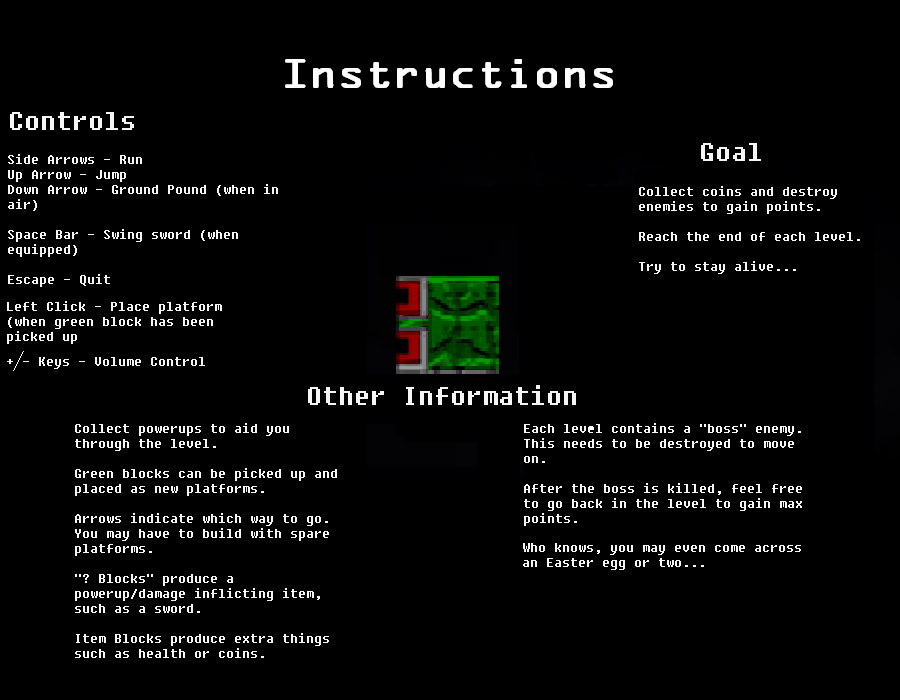 Instructions
Controls
Side Arrows - Run
Up Arrow - Jump
Down Arrow - Ground Pound (when in
air)
Space Bar - Swing sword (when
equipped)
Escape - Quit
Left Click - Place platform
(when green block has been
picked up
+/- Keys - Volume Control
Goal
Collect coins and destroy
enemies to gain points.
Reach the end of each level.
Try to stay alive...
Other Information
Collect powerups to aid you
through the level.
Green blocks can be picked up and
placed as new platforms.
Arrows indicate which way to go.
You may have to build with spare
platforms.
"? Blocks" produce a
powerup/damage inflicting item,
such as a sword.
Item Blocks produce extra things
such as health or coins.
Each level contains a "boss" enemy.
This needs to be destroyed to move
on.
After the boss is killed, feel free
to go back in the level to gain max
points.
Who knows, you may even come across
an Easter egg or two...